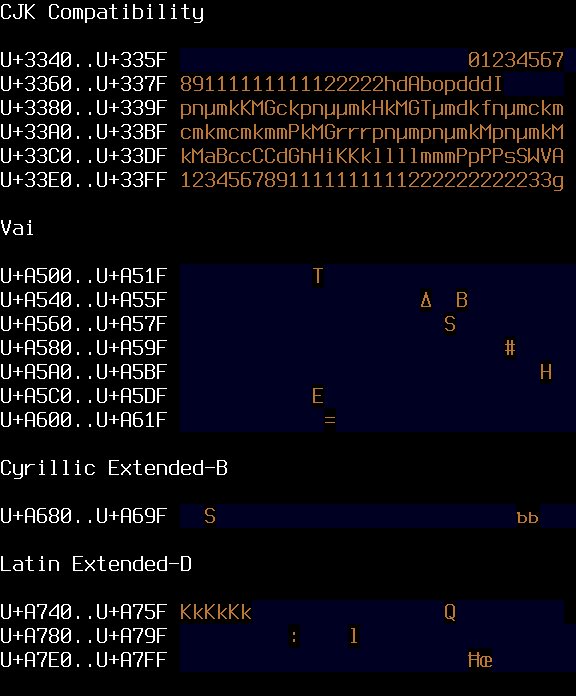 CJK Compatibility
U+3340..U+335F 01234567
U+3360..U+337F 89111111111122222hdAbopdddI
U+3380..U+339F pnµmkKMGckpnµµmkHkMGTµmdkfnµmckm
U+33A0..U+33BF cmkmcmkmmPkMGrrrpnµmpnµmkMpnµmkM
U+33C0..U+33DF kMaBccCCdGhHiKKkllllmmmPpPPsSWVA
U+33E0..U+33FF 1234567891111111111222222222233g
Vai
U+A500..U+A51F T
U+A540..U+A55F Δ B
U+A560..U+A57F S
U+A580..U+A59F #
U+A5A0..U+A5BF H
U+A5C0..U+A5DF E
U+A600..U+A61F =
Cyrillic Extended-B
U+A680..U+A69F S ъь
Latin Extended-D
U+A740..U+A75F KkKkKk Q
U+A780..U+A79F : l
U+A7E0..U+A7FF Ħœ